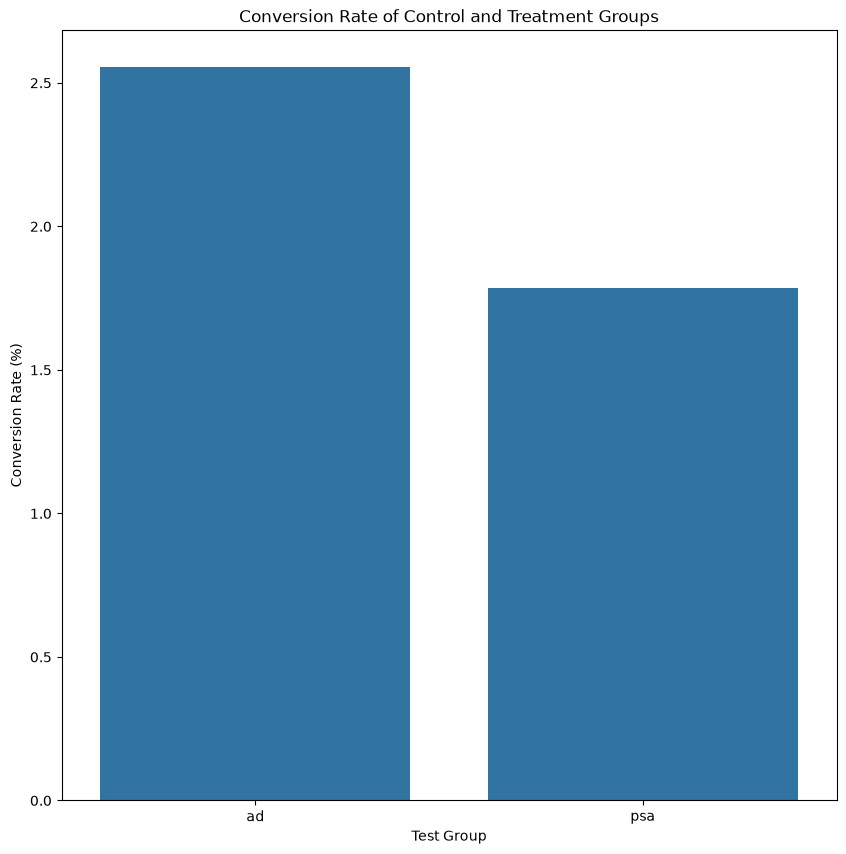 Conversion Rate of Control and Treatment Groups
2.5
2.0
1.5
1.0
0.5
0.0
Conversion Rate (%)
ad
psa
Test Group